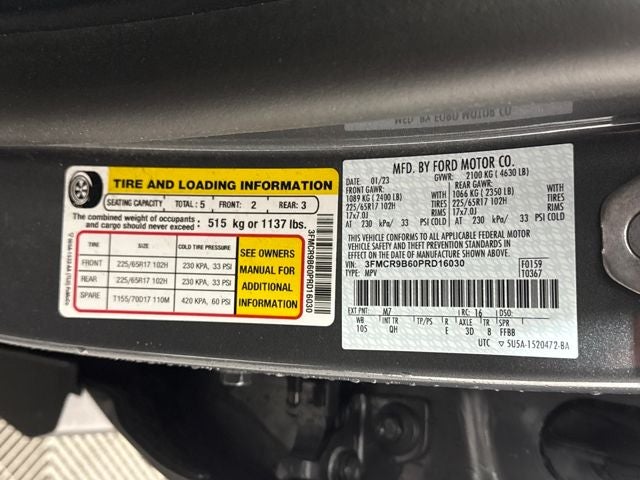 TIRE AND LOADING INFORMATION
SEATING CAPACITY TOTAL: 5 FRONT: 2 REAR: 3
The combined weight of occupants and cargo should never exceed : 515 kg or 1137 lbs.
TIRE SIZE COLD TIRE PRESSURE
FRONT 225/65R17 102H 230 KPA, 33 PSI
REAR 225/65R17 102H 230 KPA, 33 PSI
SPARE T155/70D17 110M 420 KPA, 60 PSI
SEE OWNERS
MANUAL FOR
ADDITIONAL
INFORMATION
3FMCR9B60PRD16030
MFD. BY FORD MOTOR CO.
DATE: 01/23 GVWR: 2100 KG ( 4630 LB)
FRONT GAWR: REAR GAWR:
1089 KG ( 2400 LB) 1066 KG ( 2350 LB)
225/65R17 102H TIRES 225/65R17 102H TIRES
17x7.0J RIMS 17x7.0J RIMS
AT 230 kPa/ 33 PSI COLD AT 230 kPa/ 33 PSI COLD
THIS VEHICLE CONFORMS TO ALL APPLICABLE FEDERAL MOTOR
VEHICLE SAFETY AND THEFT PREVENTION STANDARDS IN EFFECT
ON THE DATE OF MANUFACTURE SHOWN ABOVE.
VIN: 3FMCR9B60PRD16030 F0159
TYPE: MPV T0367
EXT PNT: M7 RC: 16 DSO:
WB INT TR TP/PS R AXLE TR SPR
105 QH E 3D 8 FFBB
UTC ▽ 5U5A-1520472-BA